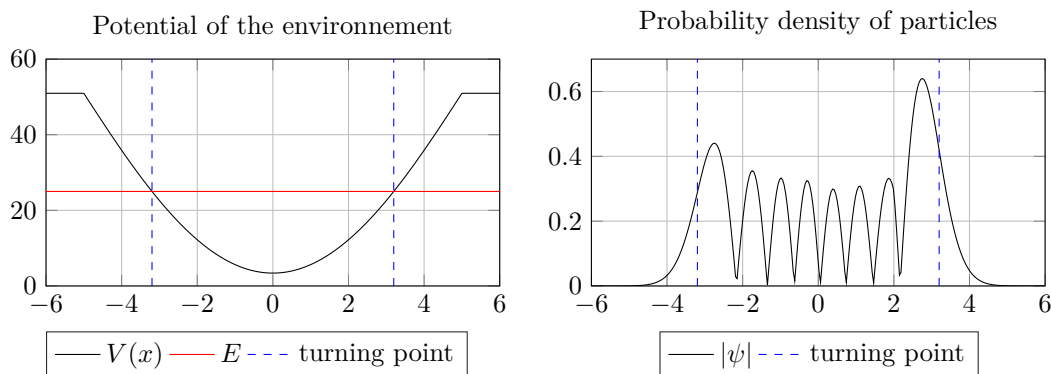 Potential of the environnement
60
40
20
0
−6 −4 −2 0 2 4 6
V(x) E turning point
Probability density of particles
0.6
0.4
0.2
0
−6 −4 −2 0 2 4 6
|ψ| turning point